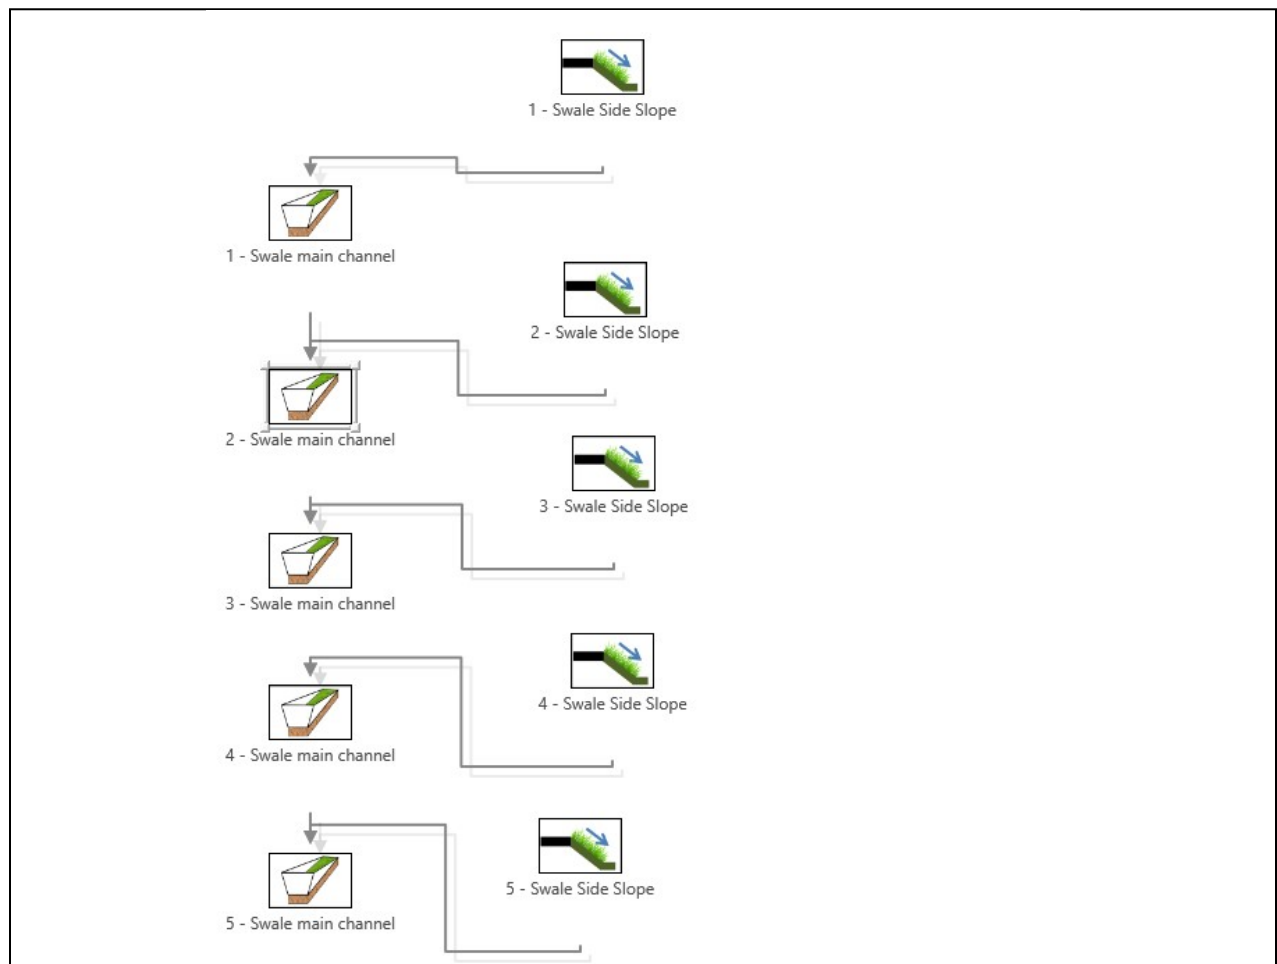 1 - Swale Side Slope
1 - Swale main channel
2 - Swale Side Slope
2 - Swale main channel
3 - Swale Side Slope
3 - Swale main channel
4 - Swale Side Slope
4 - Swale main channel
5 - Swale Side Slope
5 - Swale main channel